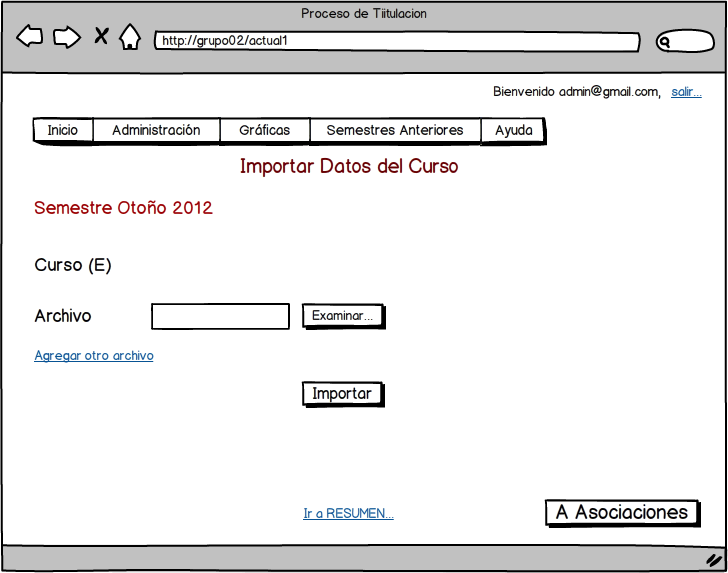 Proceso de Tiitulacion
http://grupo02/actual1
Bienvenido admin@gmail.com, salir...
Inicio Administración Gráficas Semestres Anteriores Ayuda
Importar Datos del Curso
Semestre Otoño 2012
Curso (E)
Archivo Examinar...
Agregar otro archivo
Importar
Ir a RESUMEN...
A Asociaciones